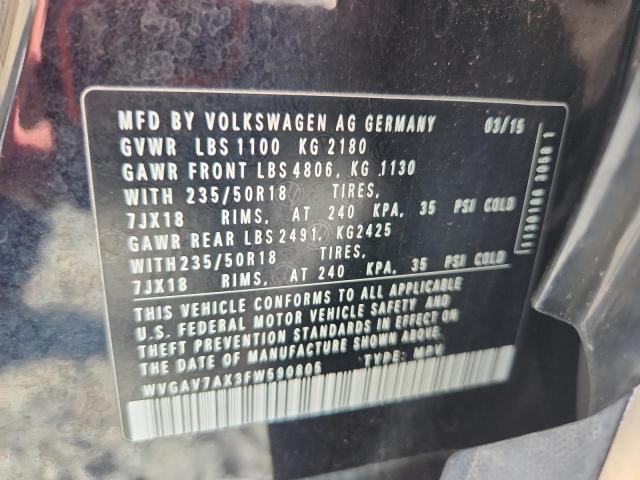 MFD BY VOLKSWAGEN AG GERMANY 03/15
GVWR LBS 1100 KG 2180
GAWR FRONT LBS 4806, KG .1130
WITH 235/50R18 TIRES,
7JX18 RIMS, AT 240 KPA, 35 PSI COLD
GAWR REAR LBS 2491, KG2425
WITH235/50R18 TIRES,
7JX18 RIMS, AT 240 KPA, 35 PSI COLD
THIS VEHICLE CONFORMS TO ALL APPLICABLE
U.S. FEDERAL MOTOR VEHICLE SAFETY AND
THEFT PREVENTION STANDARDS IN EFFECT ON
THE DATE OF MANUFACTURE SHOWN ABOVE.
WVGAV7AX3FW590805 TYPE: MPV